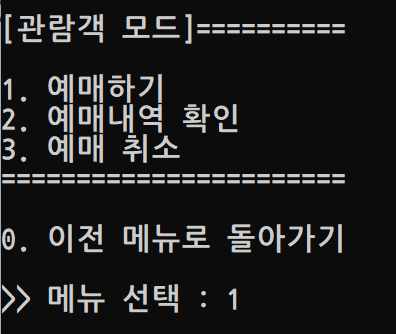 [관람객 모드]==========
1. 예매하기
2. 예매내역 확인
3. 예매 취소
=======================
0. 이전 메뉴로 돌아가기
>> 메뉴 선택 : 1